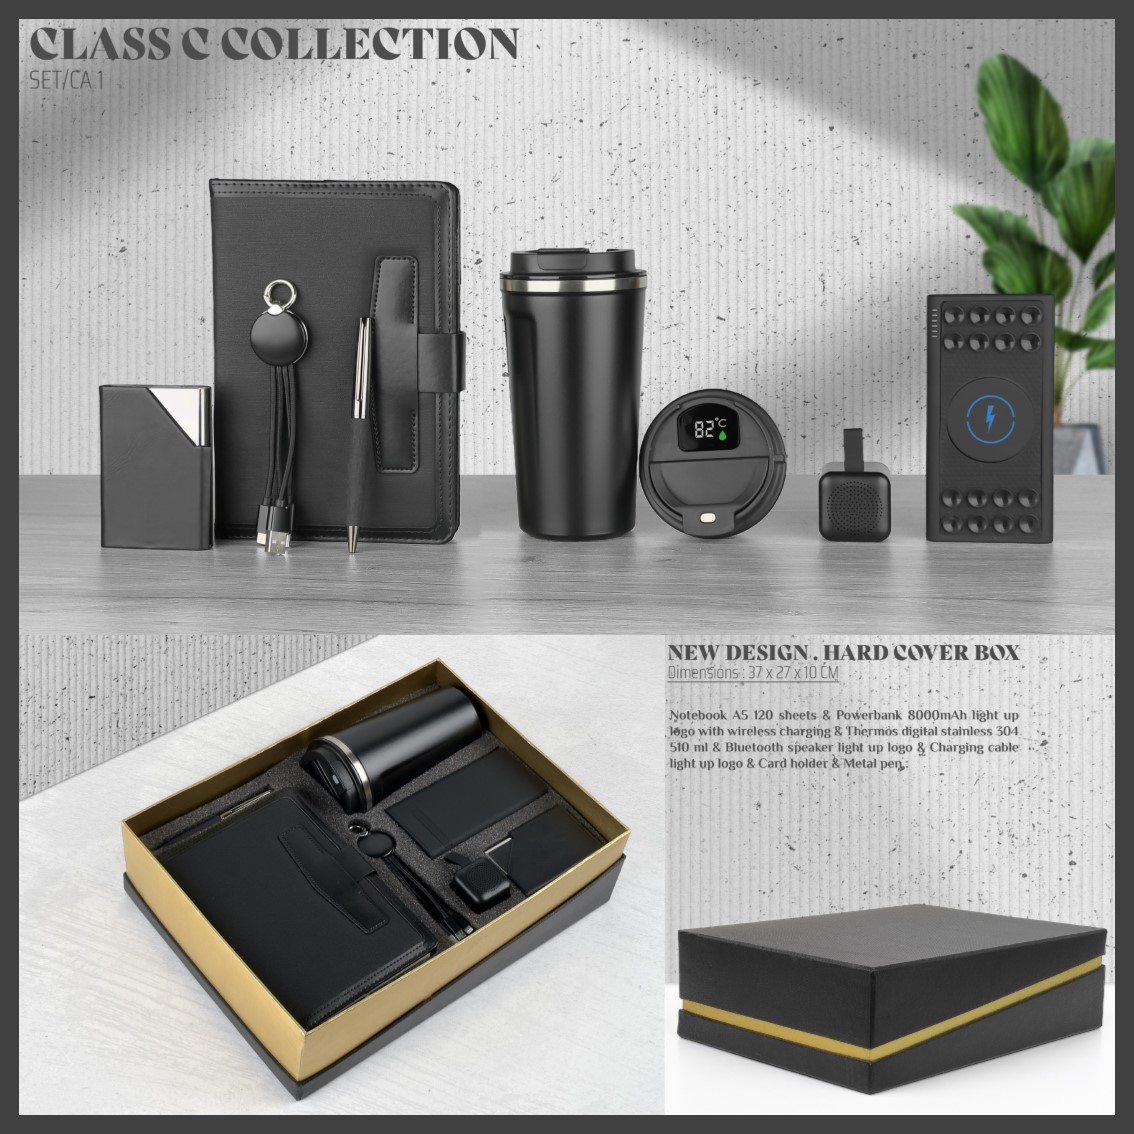 CLASS C COLLECTION
SET/CA 1
82°C
NEW DESIGN . HARD COVER BOX
Dimensions : 37 x 27 x 10 CM
Notebook A5 120 sheets & Powerbank 8000mAh light up
logo with wireless charging & Thermos digital stainless 304
510 ml & Bluetooth speaker light up logo & Charging cable
light up logo & Card holder & Metal pen.